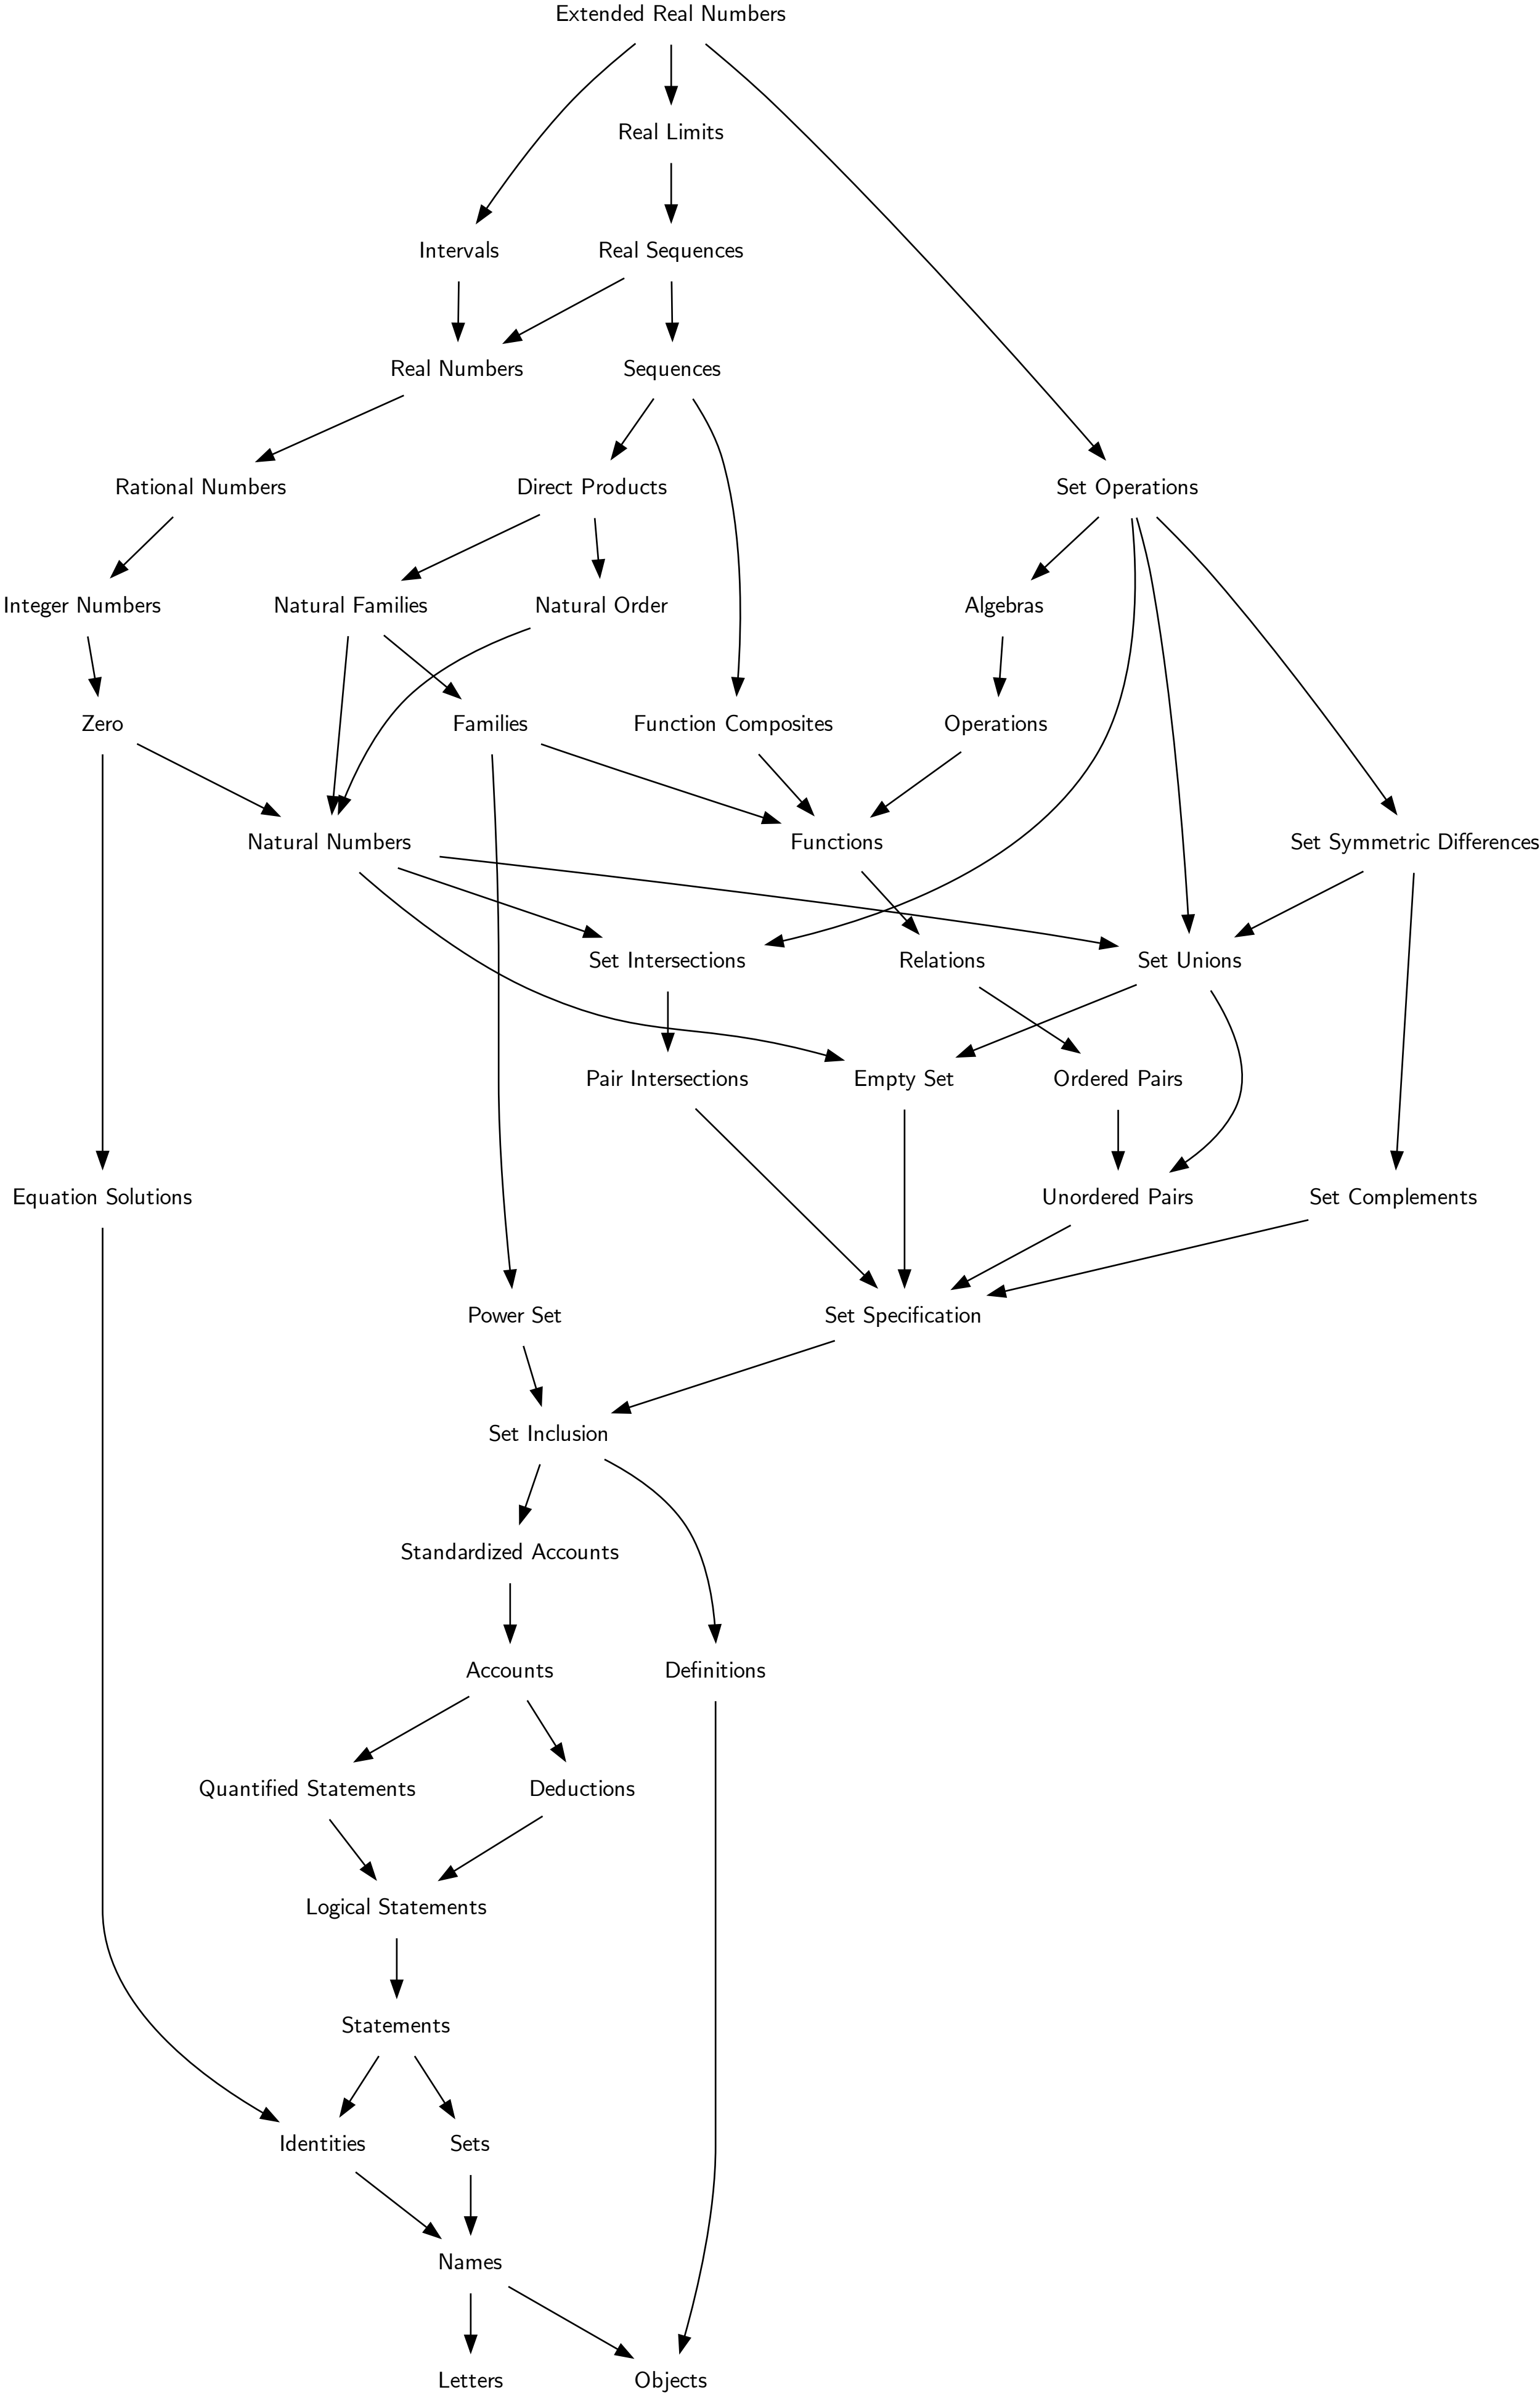 Extended Real Numbers
Real Limits
Intervals
Real Sequences
Real Numbers
Sequences
Rational Numbers
Direct Products
Set Operations
Integer Numbers
Natural Families
Natural Order
Algebras
Zero
Families
Function Composites
Operations
Natural Numbers
Functions
Set Symmetric Differences
Set Intersections
Relations
Set Unions
Pair Intersections
Empty Set
Ordered Pairs
Equation Solutions
Unordered Pairs
Set Complements
Power Set
Set Specification
Set Inclusion
Standardized Accounts
Accounts
Definitions
Quantified Statements
Deductions
Logical Statements
Statements
Identities
Sets
Names
Letters
Objects